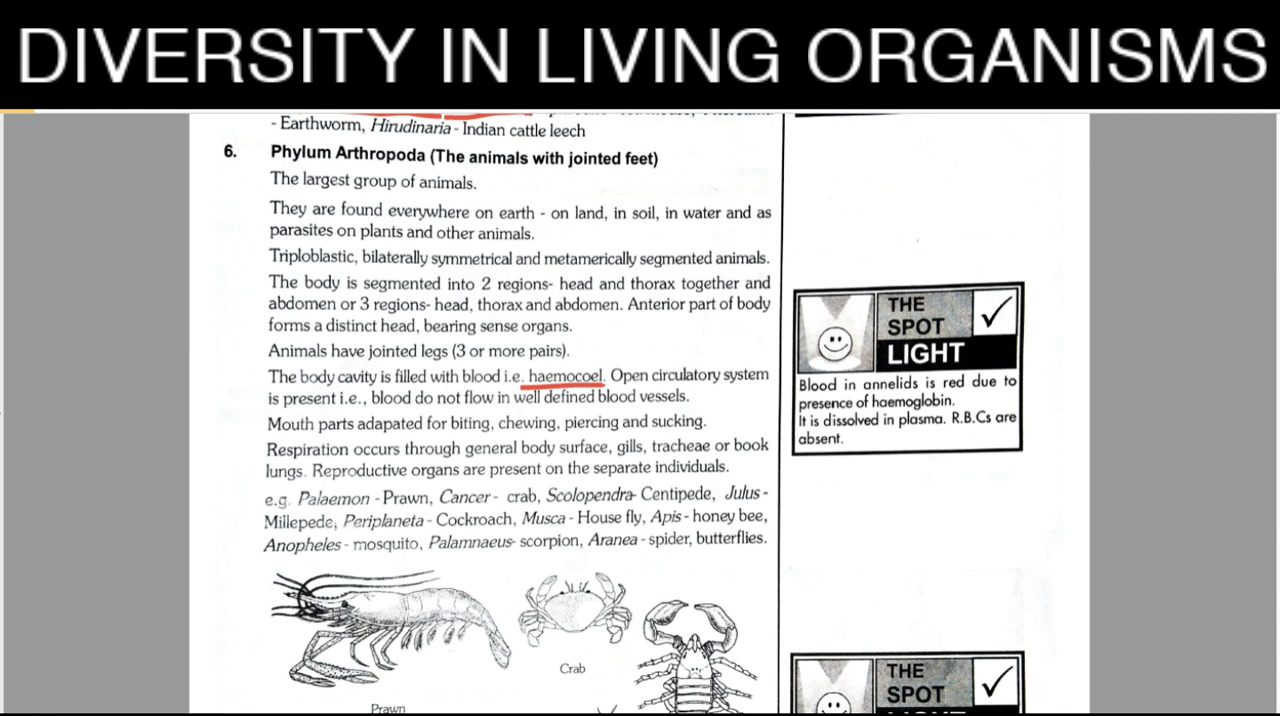 DIVERSITY IN LIVING ORGANISMS
- Earthworm, Hirudinaria - Indian cattle leech
6. Phylum Arthropoda (The animals with jointed feet)
The largest group of animals.
They are found everywhere on earth - on land, in soil, in water and as
parasites on plants and other animals.
Triploblastic, bilaterally symmetrical and metamerically segmented animals.
The body is segmented into 2 regions- head and thorax together and
abdomen or 3 regions- head, thorax and abdomen. Anterior part of body
forms a distinct head, bearing sense organs.
Animals have jointed legs (3 or more pairs).
The body cavity is filled with blood i.e. haemocoel. Open circulatory system
is present i.e., blood do not flow in well defined blood vessels.
Mouth parts adapated for biting, chewing, piercing and sucking.
Respiration occurs through general body surface, gills, tracheae or book
lungs. Reproductive organs are present on the separate individuals.
e.g. Palaemon - Prawn, Cancer - crab, Scolopendra- Centipede, Julus -
Millepede, Periplaneta - Cockroach, Musca - House fly, Apis - honey bee,
Anopheles - mosquito, Palamnaeus- scorpion, Aranea - spider, butterflies.
Crab
Prawn
THE
SPOT
LIGHT
Blood in annelids is red due to
presence of haemoglobin.
It is dissolved in plasma. R.B.Cs are
absent.
THE
SPOT